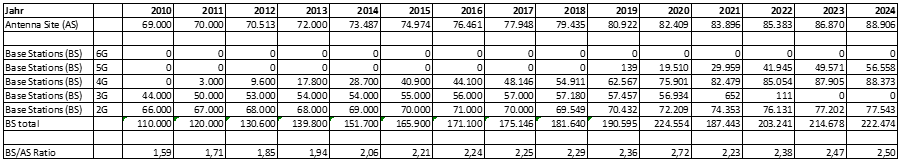 Jahr 2010 2011 2012 2013 2014 2015 2016 2017 2018 2019 2020 2021 2022 2023 2024
Antenna Site (AS) 69.000 70.000 70.513 72.000 73.487 74.974 76.461 77.948 79.435 80.922 82.409 83.896 85.383 86.870 88.906
Base Stations (BS) 6G 0 0 0 0 0 0 0 0 0 0 0 0 0 0 0
Base Stations (BS) 5G 0 0 0 0 0 0 0 0 0 139 19.510 29.959 41.945 49.571 56.558
Base Stations (BS) 4G 0 3.000 9.600 17.800 28.700 40.900 44.100 48.146 54.911 62.567 75.901 82.479 85.054 87.905 88.373
Base Stations (BS) 3G 44.000 50.000 53.000 54.000 54.000 55.000 56.000 57.000 57.180 57.457 56.934 652 111 0 0
Base Stations (BS) 2G 66.000 67.000 68.000 68.000 69.000 70.000 71.000 70.000 69.549 70.432 72.209 74.353 76.131 77.202 77.543
BS total 110.000 120.000 130.600 139.800 151.700 165.900 171.100 175.146 181.640 190.595 224.554 187.443 203.241 214.678 222.474
BS/AS Ratio 1,59 1,71 1,85 1,94 2,06 2,21 2,24 2,25 2,29 2,36 2,72 2,23 2,38 2,47 2,50